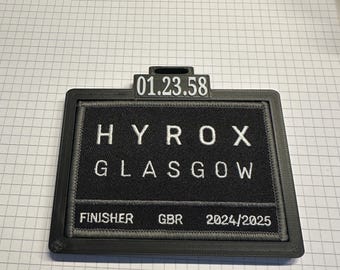 01.23.58
HYROX
GLASGOW
FINISHER GBR 2024/2025